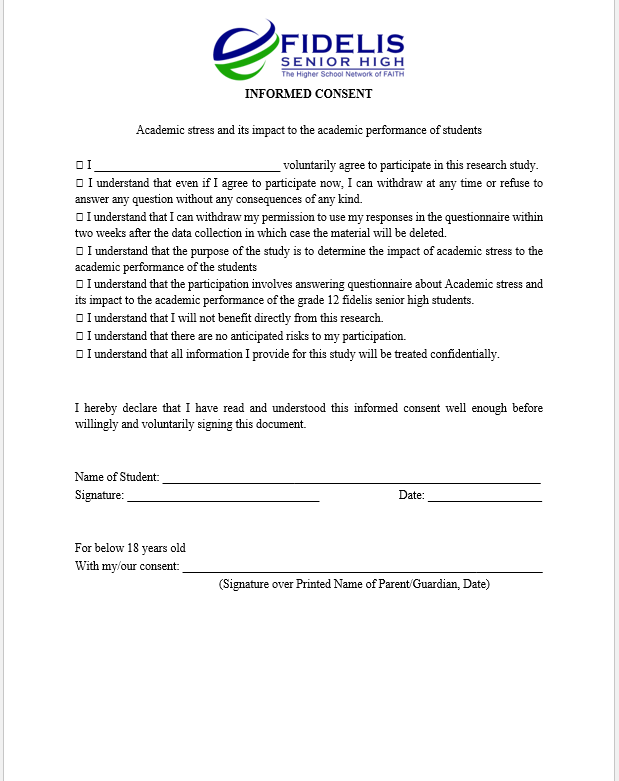 FIDELIS
SENIOR HIGH
The Higher School Network of FAITH
INFORMED CONSENT
Academic stress and its impact to the academic performance of students
☐ I ______________________________ voluntarily agree to participate in this research study.
☐ I understand that even if I agree to participate now, I can withdraw at any time or refuse to
answer any question without any consequences of any kind.
☐ I understand that I can withdraw my permission to use my responses in the questionnaire within
two weeks after the data collection in which case the material will be deleted.
☐ I understand that the purpose of the study is to determine the impact of academic stress to the
academic performance of the students
☐ I understand that the participation involves answering questionnaire about Academic stress and
its impact to the academic performance of the grade 12 fidelis senior high students.
☐ I understand that I will not benefit directly from this research.
☐ I understand that there are no anticipated risks to my participation.
☐ I understand that all information I provide for this study will be treated confidentially.
I hereby declare that I have read and understood this informed consent well enough before
willingly and voluntarily signing this document.
Name of Student: ______________________________
Signature: ______________________________ Date: __________________
For below 18 years old
With my/our consent: ______________________________
(Signature over Printed Name of Parent/Guardian, Date)